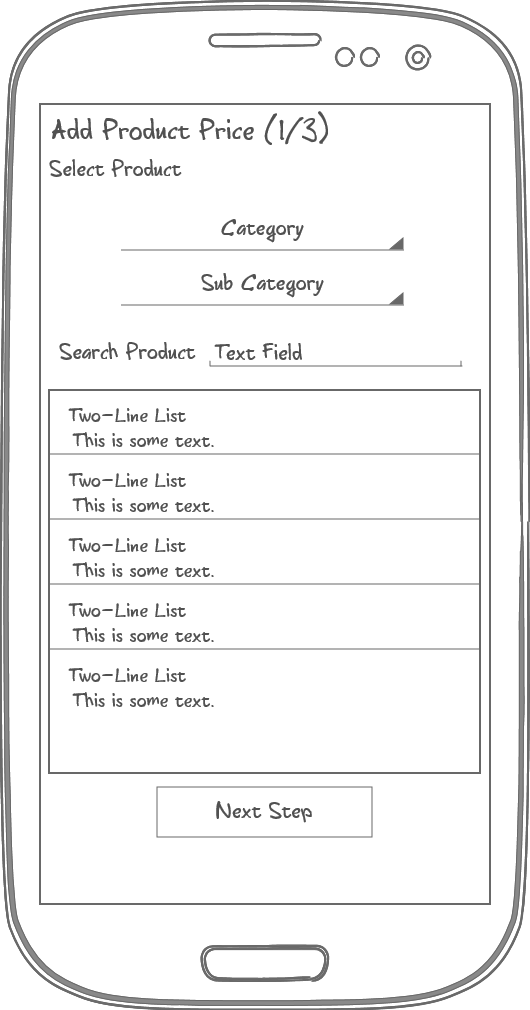 Add Product Price (1/3)
Select Product
Category
Sub Category
Search Product Text Field
Two-Line List
This is some text.
Two-Line List
This is some text.
Two-Line List
This is some text.
Two-Line List
This is some text.
Two-Line List
This is some text.
Next Step